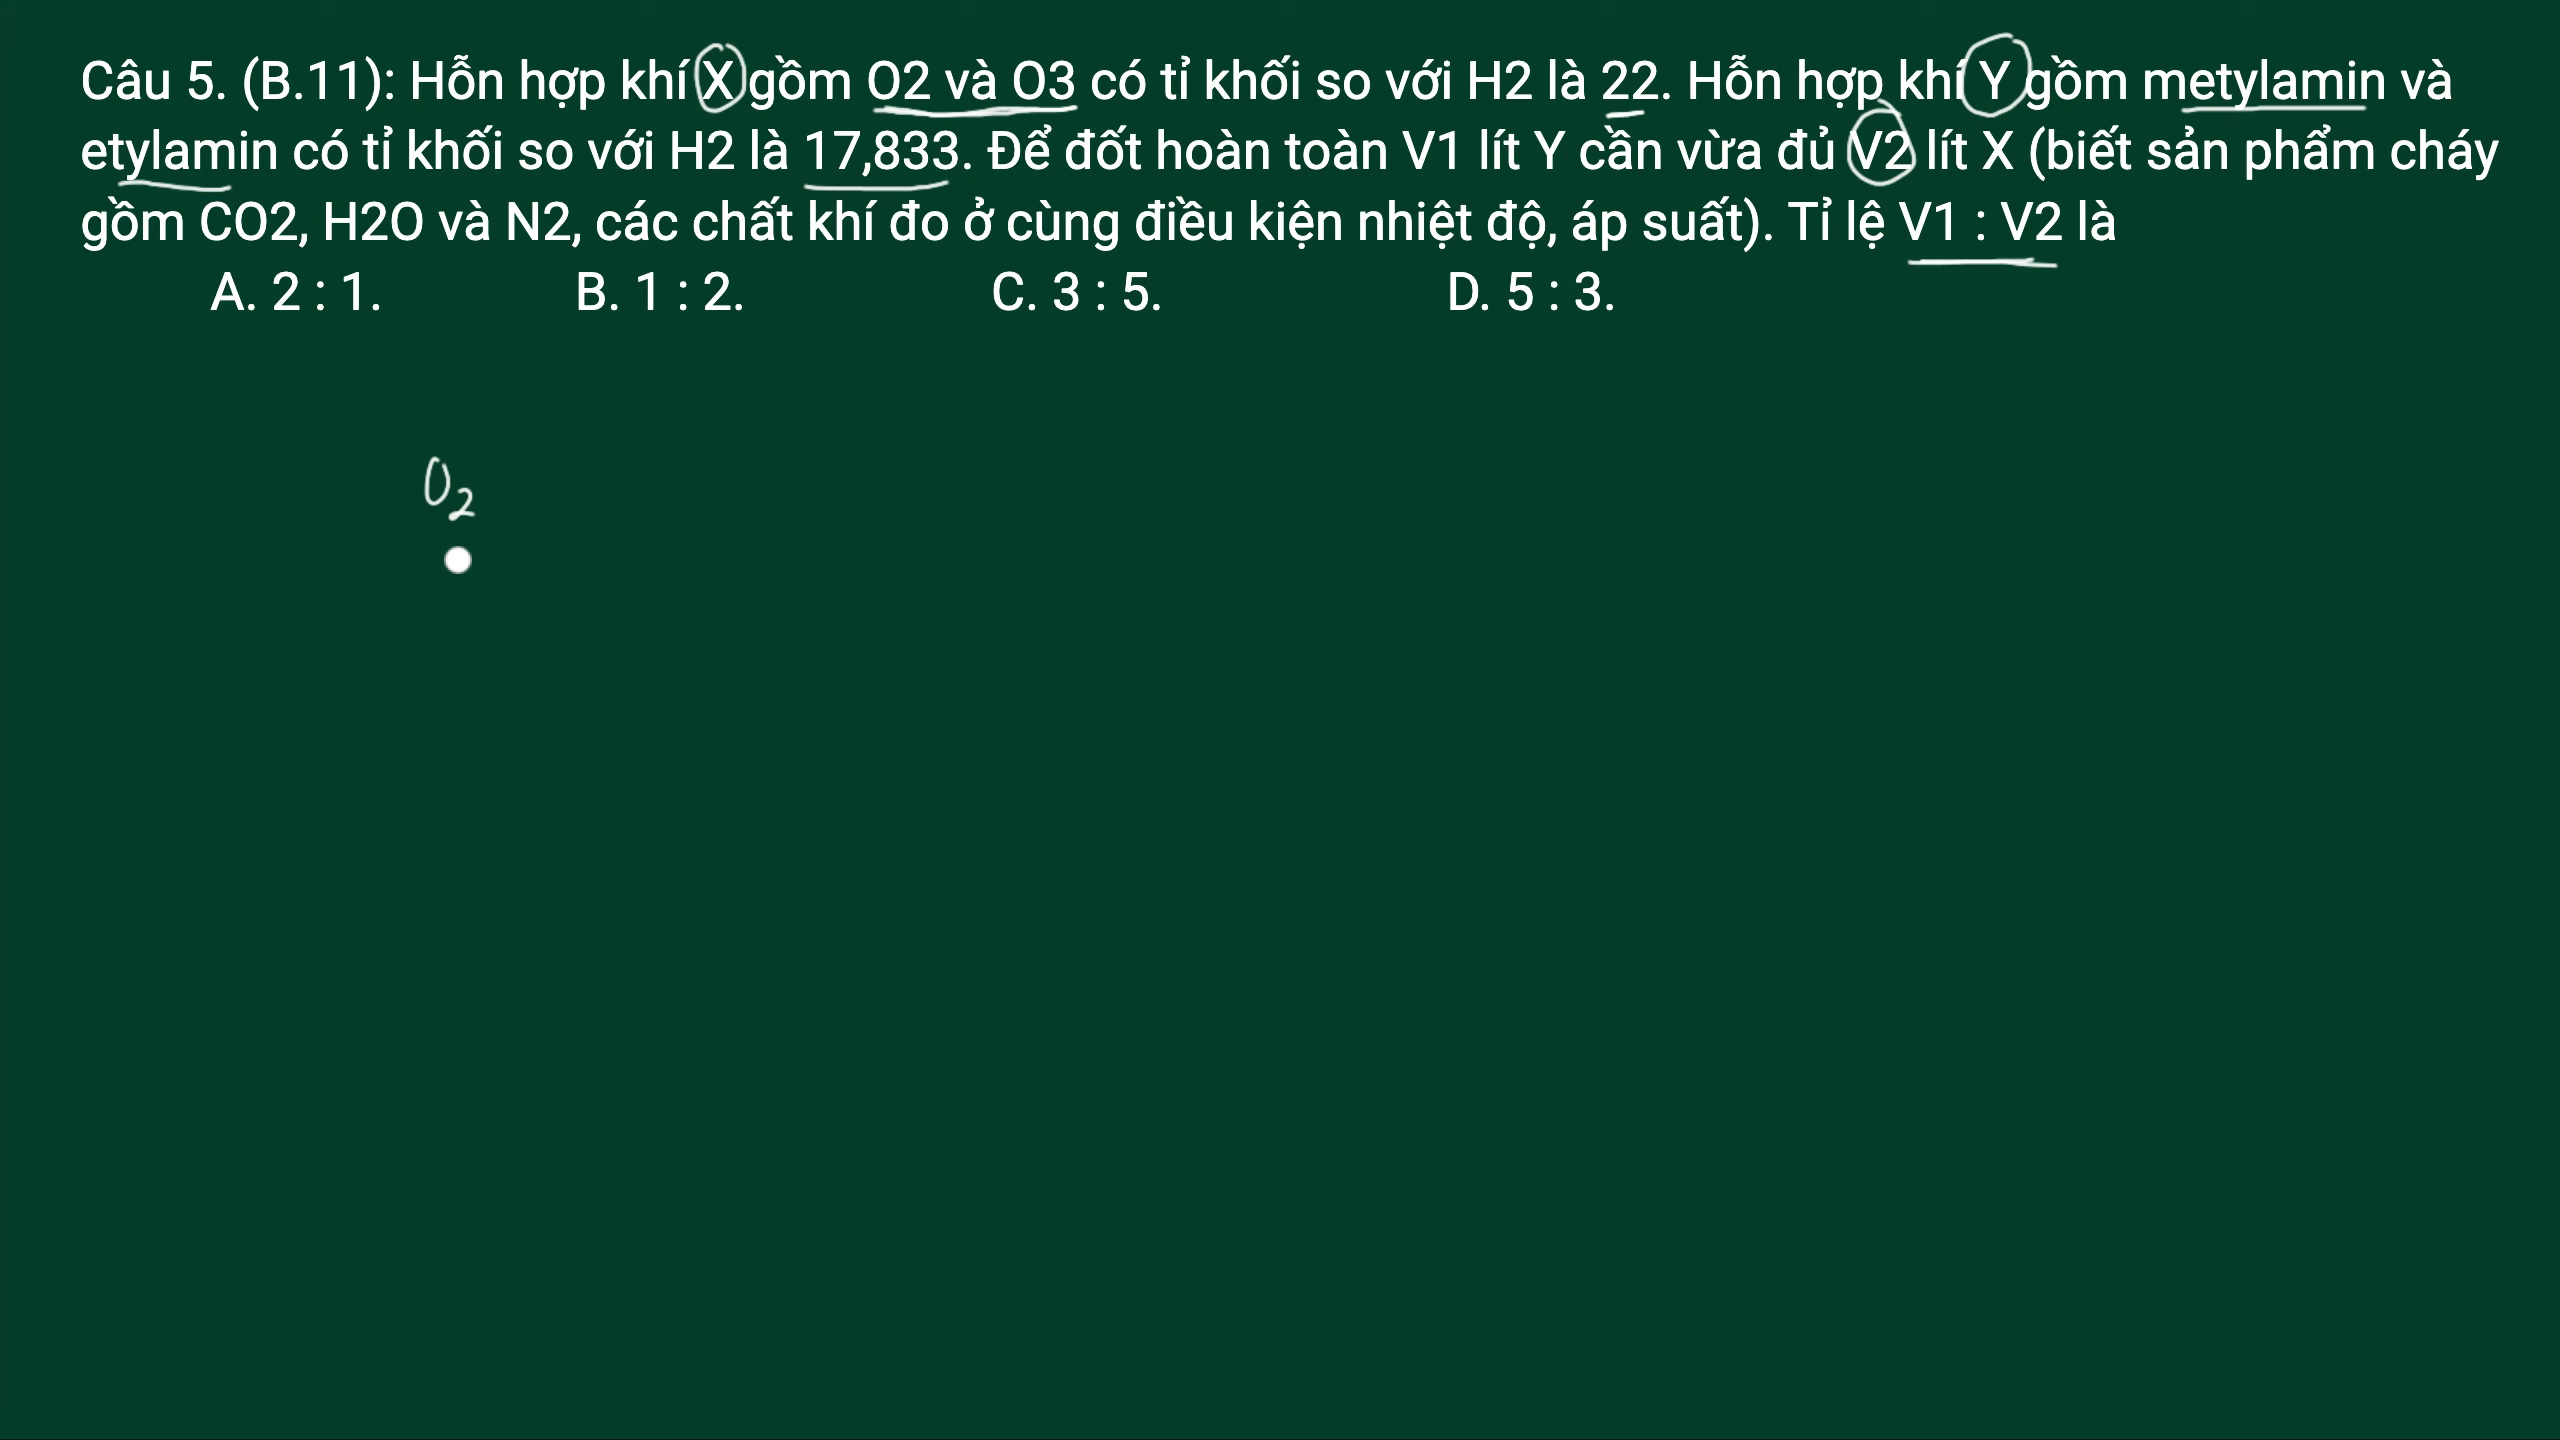 Câu 5. (B.11): Hỗn hợp khí X gồm O2 và O3 có tỉ khối so với H2 là 22. Hỗn hợp khí Y gồm metylamin và
etylamin có tỉ khối so với H2 là 17,833. Để đốt hoàn toàn V1 lít Y cần vừa đủ V2 lít X (biết sản phẩm cháy
gồm CO2, H2O và N2, các chất khí đo ở cùng điều kiện nhiệt độ, áp suất). Tỉ lệ V1 : V2 là
A. 2 : 1. B. 1 : 2. C. 3 : 5. D. 5 : 3.
O2